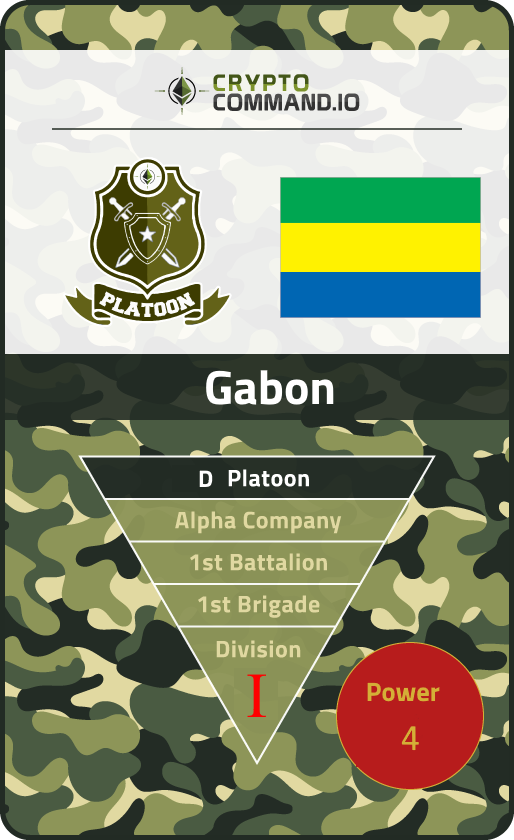 CRYPTO
COMMAND.IO
PLATOON
Gabon
D Platoon
Alpha Company
1st Battalion
1st Brigade
Division
I
Power
4